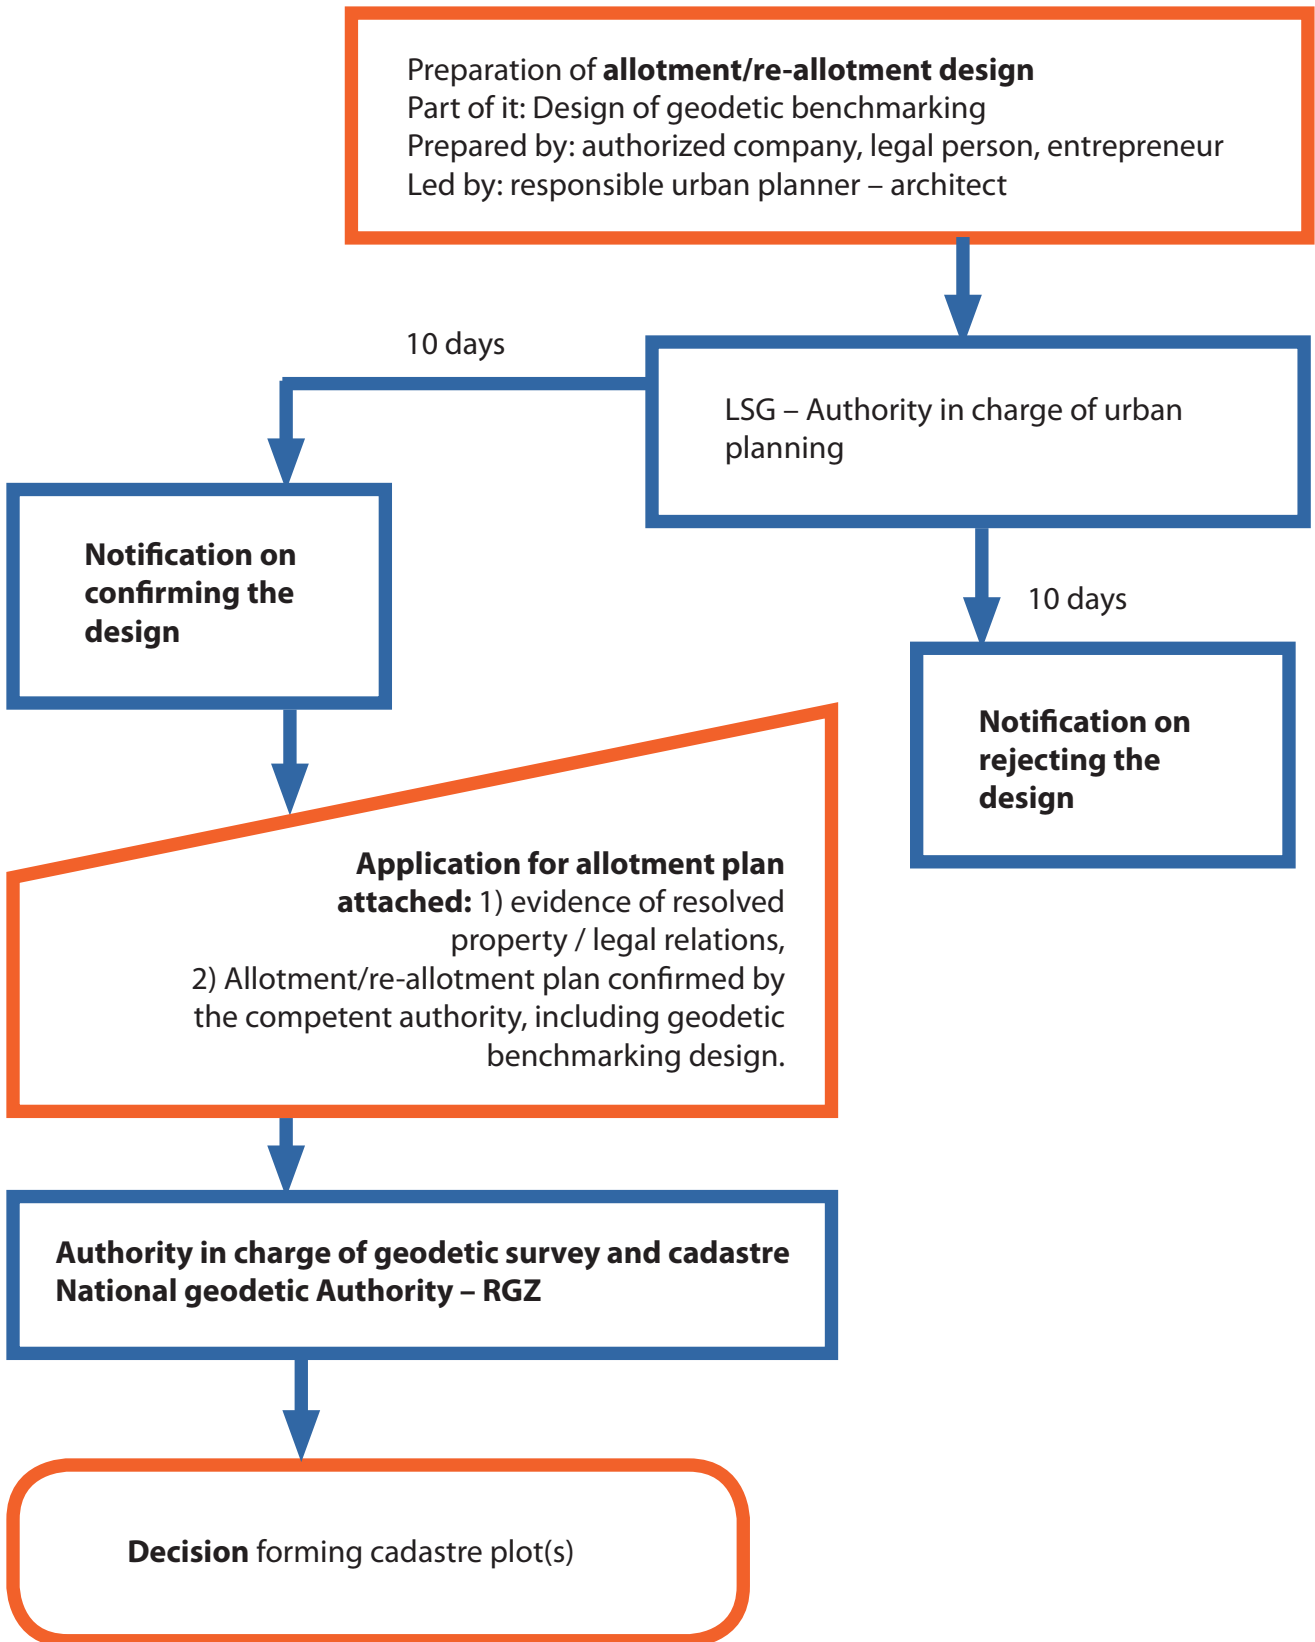 Preparation of allotment/re-allotment design
Part of it: Design of geodetic benchmarking
Prepared by: authorized company, legal person, entrepreneur
Led by: responsible urban planner – architect
10 days
LSG – Authority in charge of urban
planning
Notification on
confirming the
design
10 days
Notification on
rejecting the
design
Application for allotment plan
attached: 1) evidence of resolved
property / legal relations,
2) Allotment/re-allotment plan confirmed by
the competent authority, including geodetic
benchmarking design.
Authority in charge of geodetic survey and cadastre
National geodetic Authority – RGZ
Decision forming cadastre plot(s)